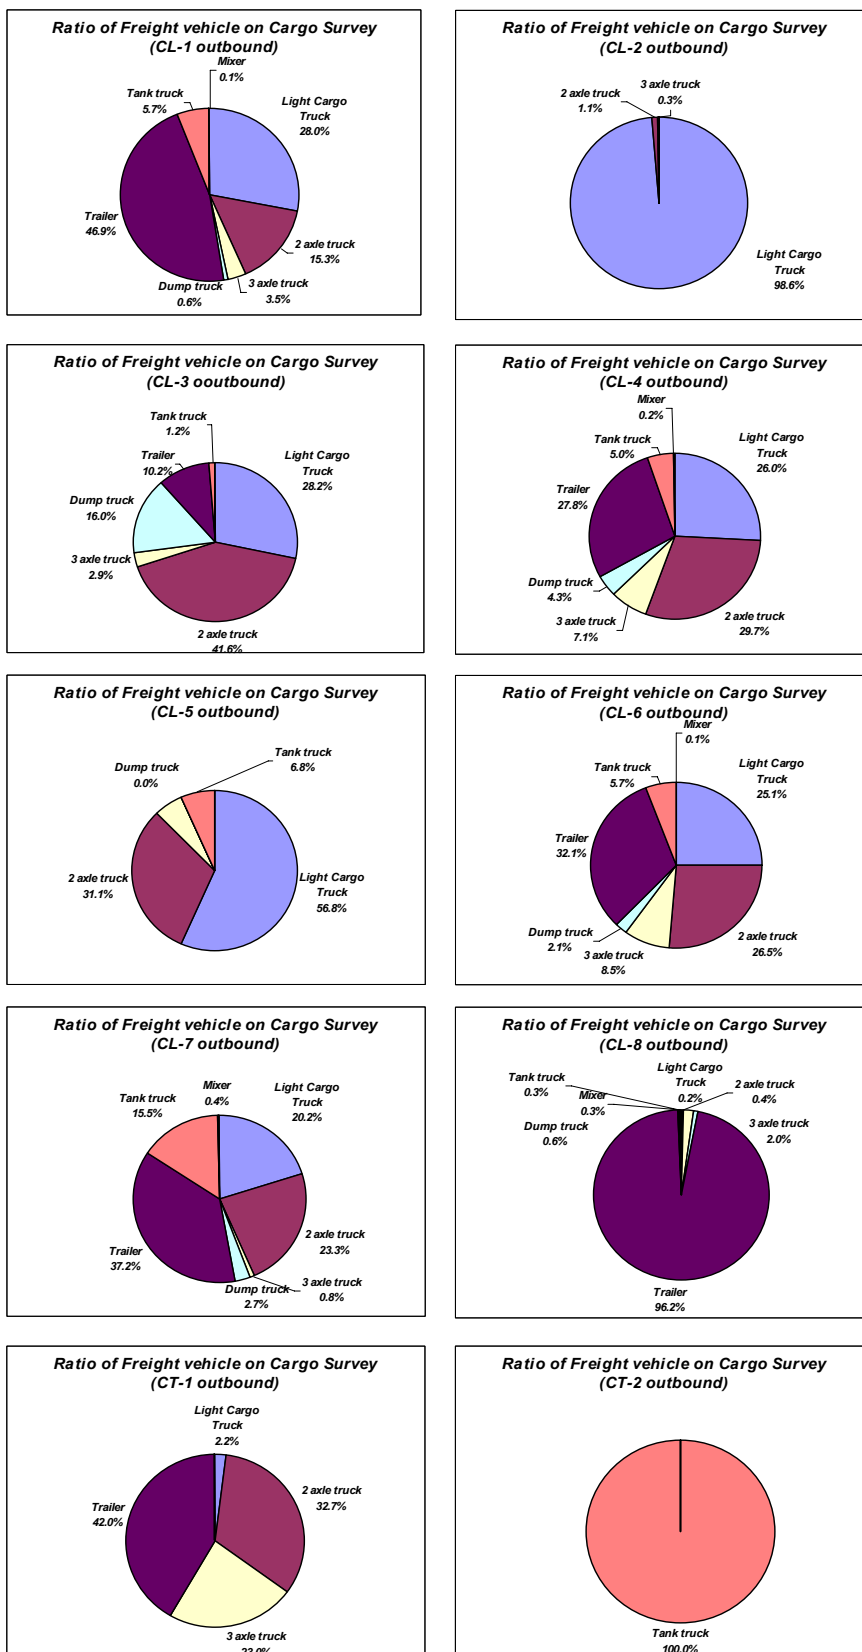 Ratio of Freight vehicle on Cargo Survey
(CL-1 outbound)
Mixer
0.1%
Tank truck
5.7%
Light Cargo
Truck
28.0%
Trailer
46.9%
2 axle truck
15.3%
Dump truck
0.6%
3 axle truck
3.5%
Ratio of Freight vehicle on Cargo Survey
(CL-2 outbound)
3 axle truck
0.3%
2 axle truck
1.1%
Light Cargo
Truck
98.6%
Ratio of Freight vehicle on Cargo Survey
(CL-3 ooutbound)
Tank truck
1.2%
Trailer
10.2%
Light Cargo
Truck
28.2%
Dump truck
16.0%
3 axle truck
2.9%
2 axle truck
41.6%
Ratio of Freight vehicle on Cargo Survey
(CL-4 outbound)
Mixer
0.2%
Tank truck
5.0%
Light Cargo
Truck
26.0%
Trailer
27.8%
Dump truck
4.3%
3 axle truck
7.1%
2 axle truck
29.7%
Ratio of Freight vehicle on Cargo Survey
(CL-5 outbound)
Tank truck
6.8%
Dump truck
0.0%
2 axle truck
31.1%
Light Cargo
Truck
56.8%
Ratio of Freight vehicle on Cargo Survey
(CL-6 outbound)
Mixer
0.1%
Tank truck
5.7%
Light Cargo
Truck
25.1%
Trailer
32.1%
Dump truck
2.1%
3 axle truck
8.5%
2 axle truck
26.5%
Ratio of Freight vehicle on Cargo Survey
(CL-7 outbound)
Tank truck
15.5%
Mixer
0.4%
Light Cargo
Truck
20.2%
Trailer
37.2%
2 axle truck
23.3%
Dump truck
2.7%
3 axle truck
0.8%
Ratio of Freight vehicle on Cargo Survey
(CL-8 outbound)
Tank truck
0.3%
Mixer
0.3%
Dump truck
0.6%
Light Cargo
Truck
0.2%
2 axle truck
0.4%
3 axle truck
2.0%
Trailer
96.2%
Ratio of Freight vehicle on Cargo Survey
(CT-1 outbound)
Light Cargo
Truck
2.2%
2 axle truck
32.7%
Trailer
42.0%
3 axle truck
Ratio of Freight vehicle on Cargo Survey
(CT-2 outbound)
Tank truck
100.0%